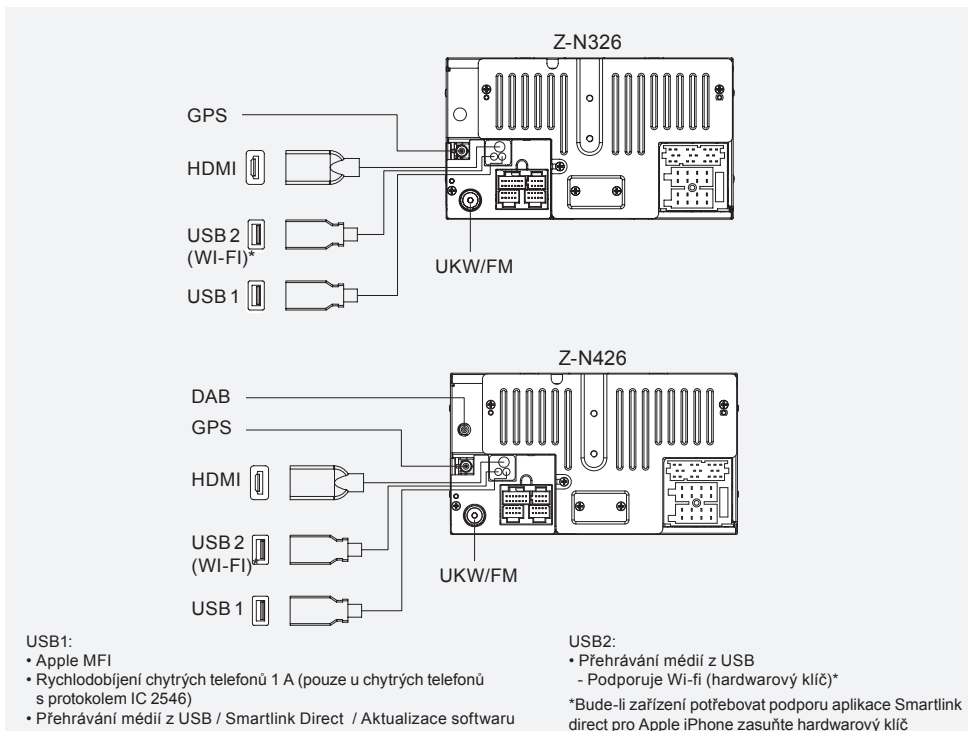 Z-N326
GPS
HDMI
USB 2
(WI-FI)*
USB 1
UKW/FM
Z-N426
DAB
GPS
HDMI
USB 2
(WI-FI)*
USB 1
UKW/FM
USB1:
• Apple MFI
• Rychlodobíjení chytrých telefonů 1 A (pouze u chytrých telefonů
s protokolem IC 2546)
• Přehrávání médií z USB / Smartlink Direct / Aktualizace softwaru
USB2:
• Přehrávání médií z USB
- Podporuje Wi-fi (hardwarový klíč)*
*Bude-li zařízení potřebovat podporu aplikace Smartlink
direct pro Apple iPhone zasuňte hardwarový klíč